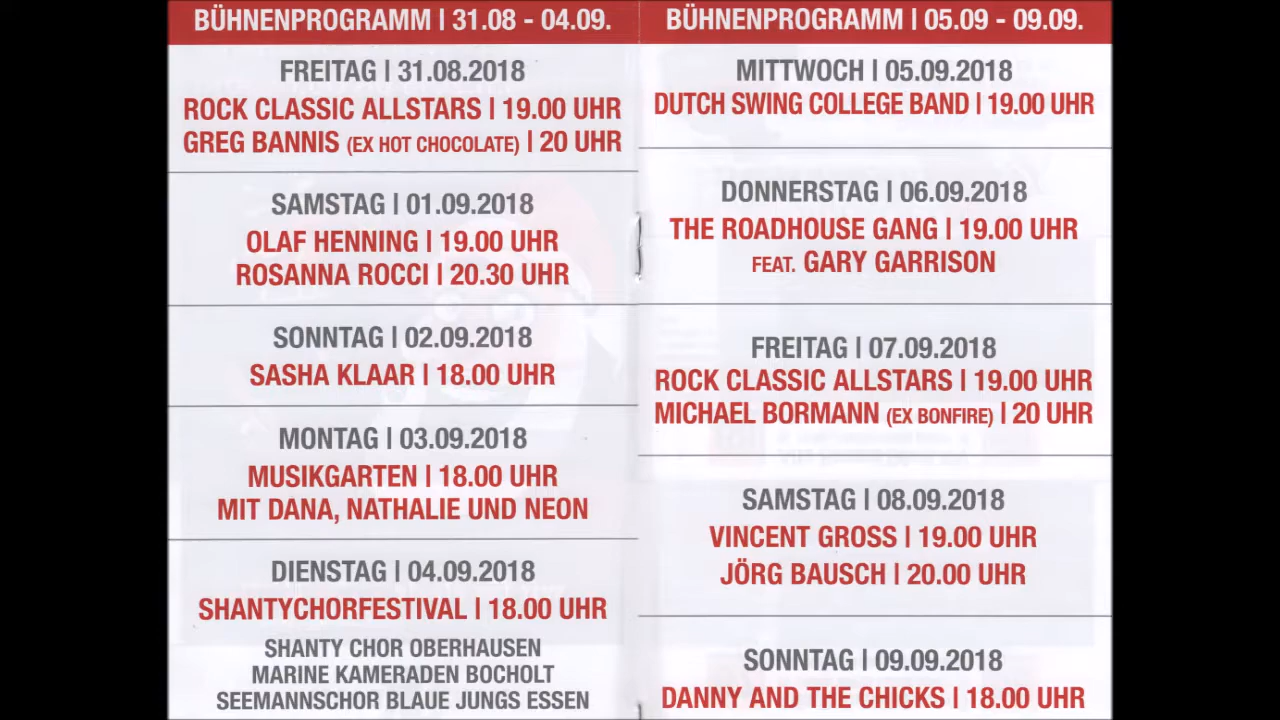 BÜHNENPROGRAMM | 31.08 - 04.09.
FREITAG | 31.08.2018
ROCK CLASSIC ALLSTARS | 19.00 UHR
GREG BANNIS (EX HOT CHOCOLATE) | 20 UHR
SAMSTAG | 01.09.2018
OLAF HENNING | 19.00 UHR
ROSANNA ROCCI | 20.30 UHR
SONNTAG | 02.09.2018
SASHA KLAAR | 18.00 UHR
MONTAG | 03.09.2018
MUSIKGARTEN | 18.00 UHR
MIT DANA, NATHALIE UND NEON
DIENSTAG | 04.09.2018
SHANTYCHORFESTIVAL | 18.00 UHR
SHANTY CHOR OBERHAUSEN
MARINE KAMERADEN BOCHOLT
SEEMANNSCHOR BLAUE JUNGS ESSEN
BÜHNENPROGRAMM | 05.09 - 09.09.
MITTWOCH | 05.09.2018
DUTCH SWING COLLEGE BAND | 19.00 UHR
DONNERSTAG | 06.09.2018
THE ROADHOUSE GANG | 19.00 UHR
FEAT. GARY GARRISON
FREITAG | 07.09.2018
ROCK CLASSIC ALLSTARS | 19.00 UHR
MICHAEL BORMANN (EX BONFIRE) | 20 UHR
SAMSTAG | 08.09.2018
VINCENT GROSS | 19.00 UHR
JÖRG BAUSCH | 20.00 UHR
SONNTAG | 09.09.2018
DANNY AND THE CHICKS | 18.00 UHR